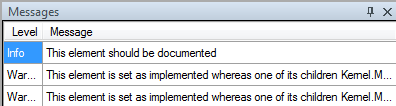 Messages
Level Message
Info This element should be documented
War... This element is set as implemented whereas one of its children Kernel.M...
War... This element is set as implemented whereas one of its children Kernel.M...